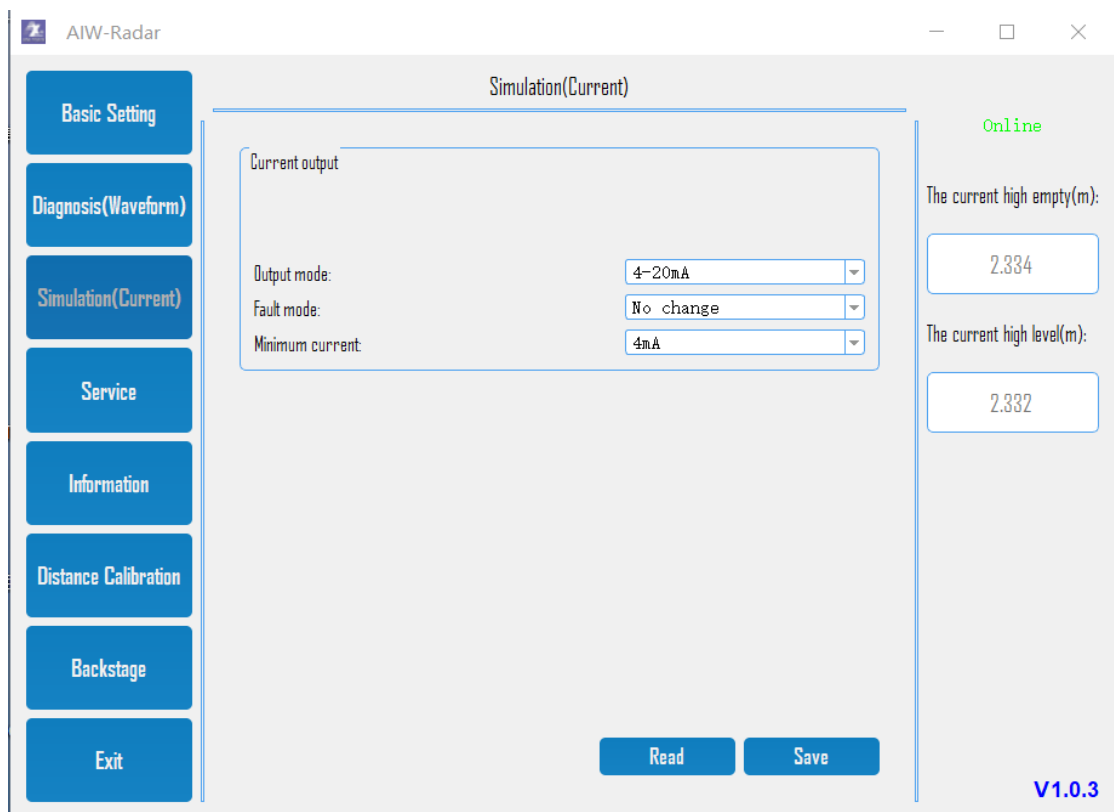 AIW-Radar
Basic Setting
Diagnosis(Waveform)
Simulation(Current)
Service
Information
Distance Calibration
Backstage
Exit
Simulation(Current)
Current output
Output mode: 4-20mA
Fault mode: No change
Minimum current: 4mA
Read Save
Online
The current high empty(m):
2.334
The current high level(m):
2.332
V1.0.3